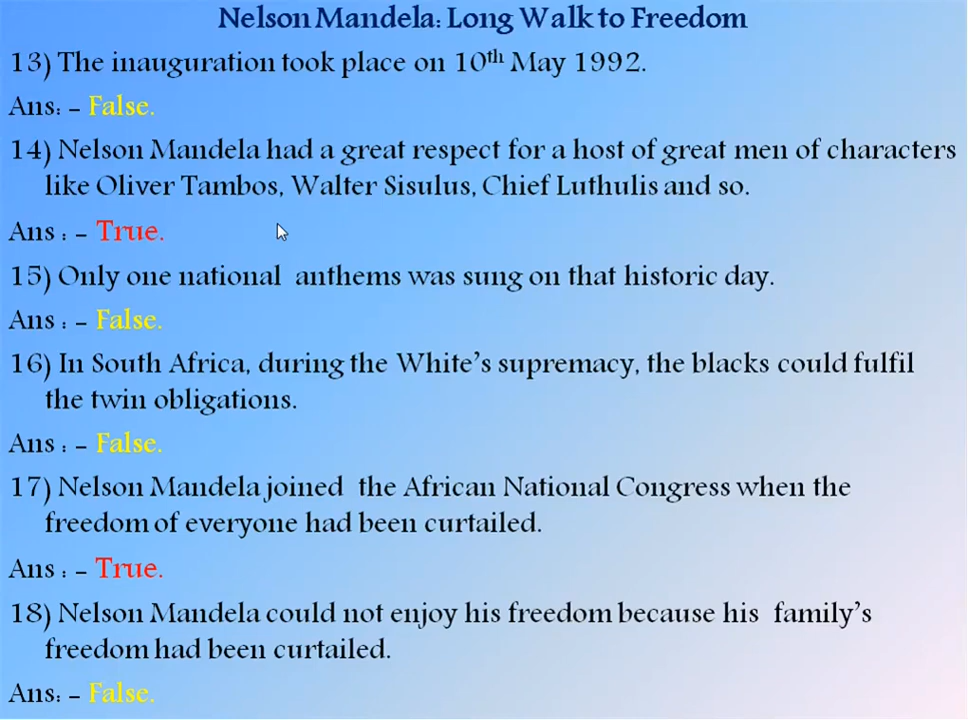 Nelson Mandela: Long Walk to Freedom
13) The inauguration took place on 10th May 1992.
Ans: – False.
14) Nelson Mandela had a great respect for a host of great men of characters
like Oliver Tambos, Walter Sisulus, Chief Luthulis and so.
Ans : – True.
15) Only one national anthems was sung on that historic day.
Ans : – False.
16) In South Africa, during the White's supremacy, the blacks could fulfil
the twin obligations.
Ans : – False.
17) Nelson Mandela joined the African National Congress when the
freedom of everyone had been curtailed.
Ans : – True.
18) Nelson Mandela could not enjoy his freedom because his family's
freedom had been curtailed.
Ans: – False.